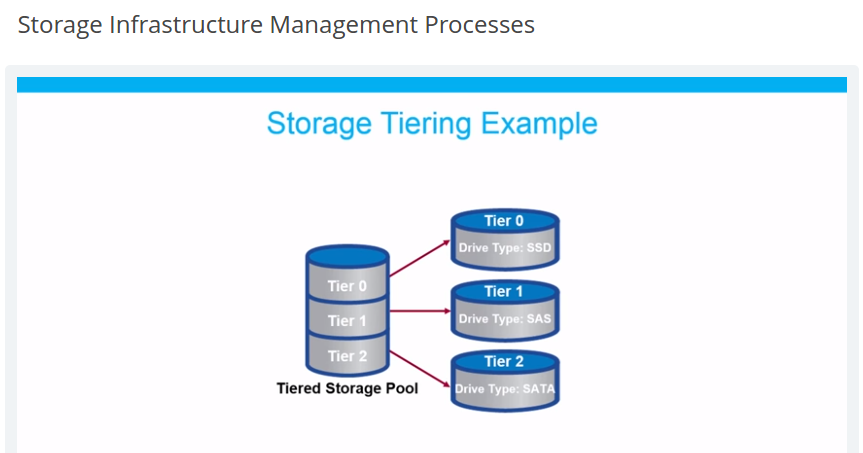 Storage Infrastructure Management Processes
Storage Tiering Example
Tier 0
Tier 1
Tier 2
Tiered Storage Pool
Tier 0
Drive Type: SSD
Tier 1
Drive Type: SAS
Tier 2
Drive Type: SATA